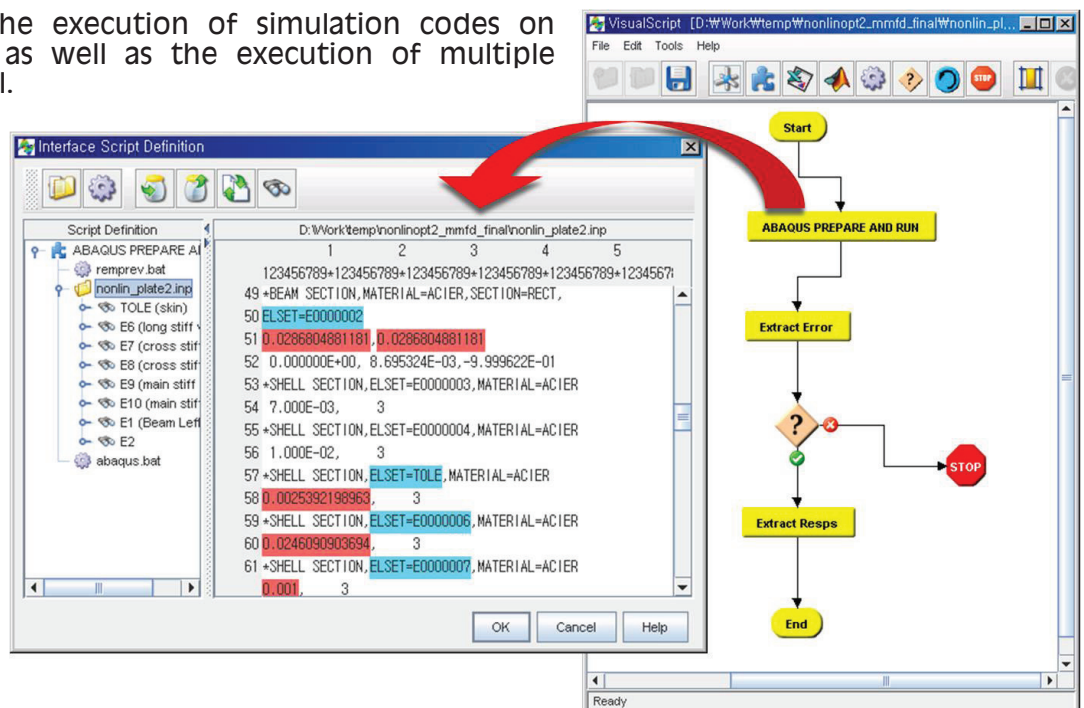 he execution of simulation codes on
as well as the execution of multiple
l.
VisualScript [D:₩Work₩temp₩nonlinopt2_mmfd_final₩nonlin_pl...
File Edit Tools Help
STOP
Start
ABAQUS PREPARE AND RUN
Extract Error
?
STOP
Extract Resps
End
Ready
Interface Script Definition
Script Definition
ABAQUS PREPARE AI
remprev.bat
nonlin_plate2.inp
TOLE (skin)
E6 (long stiff
E7 (cross stif
E8 (cross stif
E9 (main stiff
E10 (main stif
E1 (Beam Left
E2
abaqus.bat
D:₩Work₩temp₩nonlinopt2_mmfd_final₩nonlin_plate2.inp
1 2 3 4 5
123456789*123456789*123456789*123456789*123456789*1234567
49 *BEAM SECTION,MATERIAL=ACIER,SECTION=RECT,
50 ELSET=E0000002
51 0.0286804881181,0.0286804881181
52 0.000000E+00, 8.695324E-03,-9.999622E-01
53 *SHELL SECTION,ELSET=E0000003,MATERIAL=ACIER
54 7.000E-03, 3
55 *SHELL SECTION,ELSET=E0000004,MATERIAL=ACIER
56 1.000E-02, 3
57 *SHELL SECTION,ELSET=TOLE,MATERIAL=ACIER
58 0.0025392198963, 3
59 *SHELL SECTION,ELSET=E0000006,MATERIAL=ACIER
60 0.0246090903694, 3
61 *SHELL SECTION,ELSET=E0000007,MATERIAL=ACIER
0.001, 3
OK Cancel Help